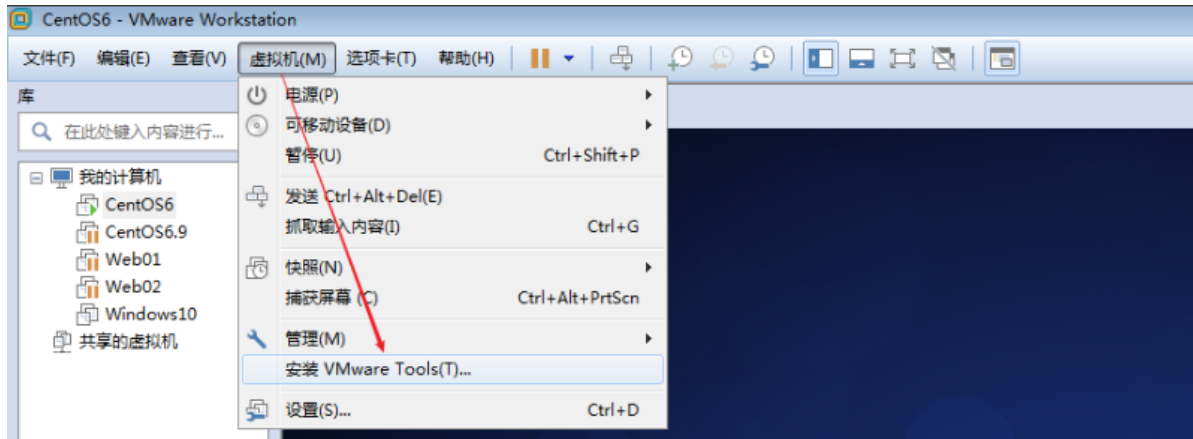 CentOS6 - VMware Workstation
文件(F) 编辑(E) 查看(V) 虚拟机(M) 选项卡(T) 帮助(H)
库
在此处键入内容进行...
我的计算机
CentOS6
CentOS6.9
Web01
Web02
Windows10
共享的虚拟机
电源(P)
可移动设备(D)
暂停(U) Ctrl+Shift+P
发送 Ctrl+Alt+Del(E)
抓取输入内容(I) Ctrl+G
快照(N)
捕获屏幕 (C) Ctrl+Alt+PrtScn
管理(M)
安装 VMware Tools(T)...
设置(S)... Ctrl+D